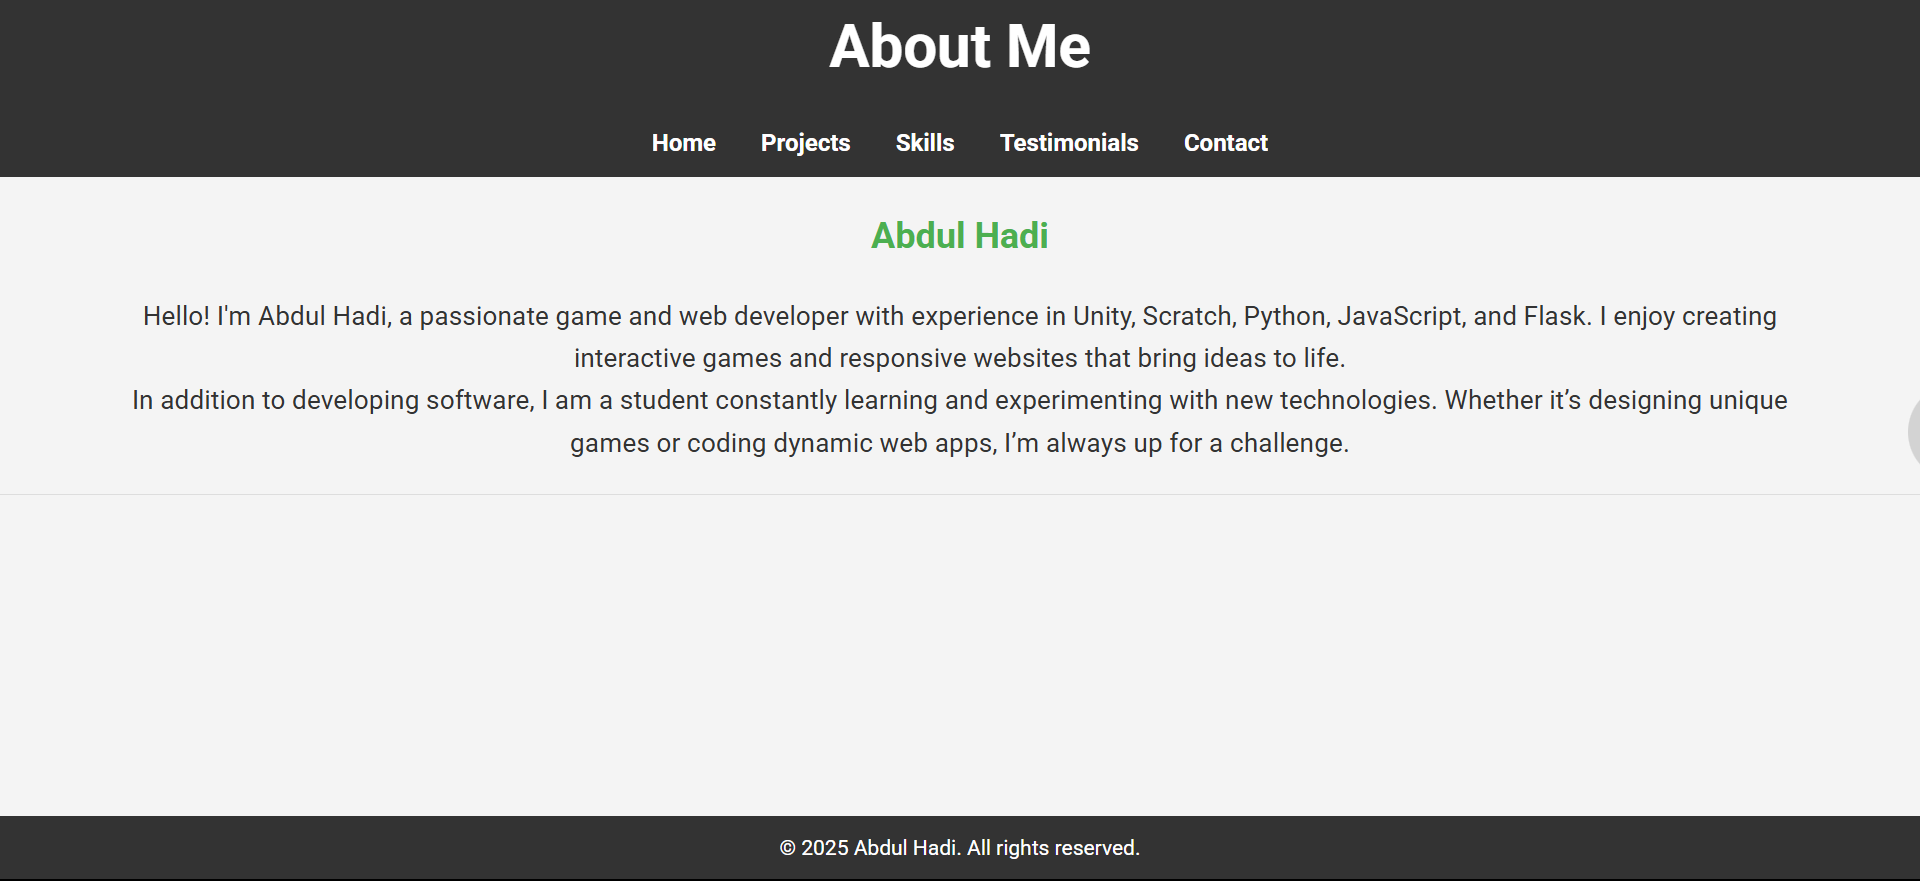 About Me
Home Projects Skills Testimonials Contact
Abdul Hadi
Hello! I'm Abdul Hadi, a passionate game and web developer with experience in Unity, Scratch, Python, JavaScript, and Flask. I enjoy creating
interactive games and responsive websites that bring ideas to life.
In addition to developing software, I am a student constantly learning and experimenting with new technologies. Whether it’s designing unique
games or coding dynamic web apps, I’m always up for a challenge.
© 2025 Abdul Hadi. All rights reserved.